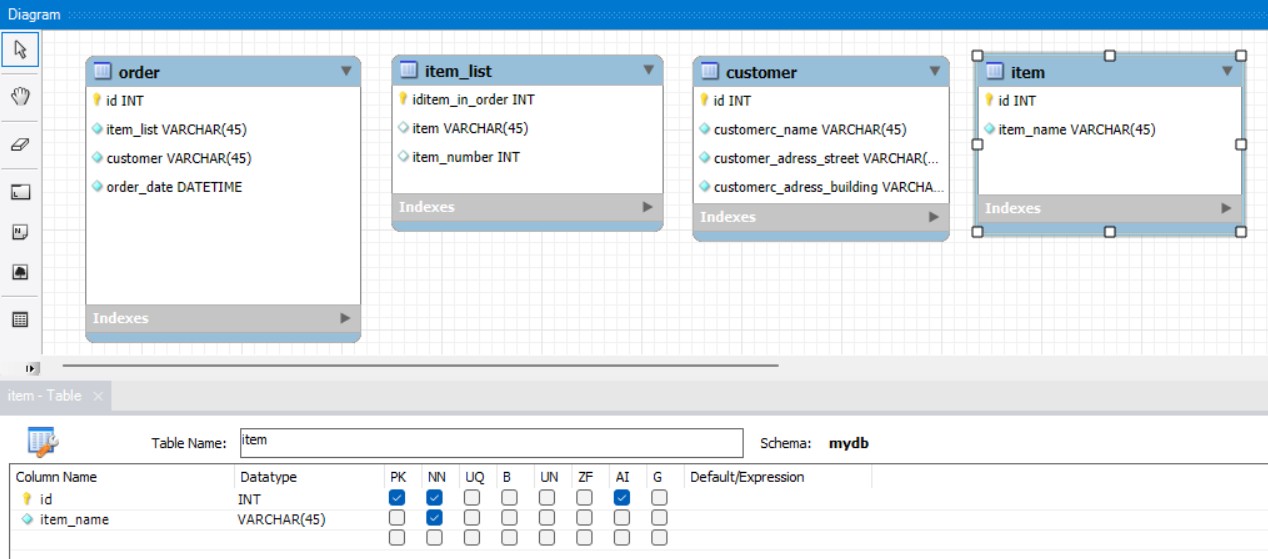 Diagram
order
id INT
item_list VARCHAR(45)
customer VARCHAR(45)
order_date DATETIME
Indexes
item_list
iditem_in_order INT
item VARCHAR(45)
item_number INT
Indexes
customer
id INT
customerc_name VARCHAR(45)
customer_adress_street VARCHAR(...
customerc_adress_building VARCHA...
Indexes
item
id INT
item_name VARCHAR(45)
Indexes
item - Table
Table Name: item Schema: mydb
Column Name Datatype PK NN UQ B UN ZF AI G Default/Expression
id INT
item_name VARCHAR(45)